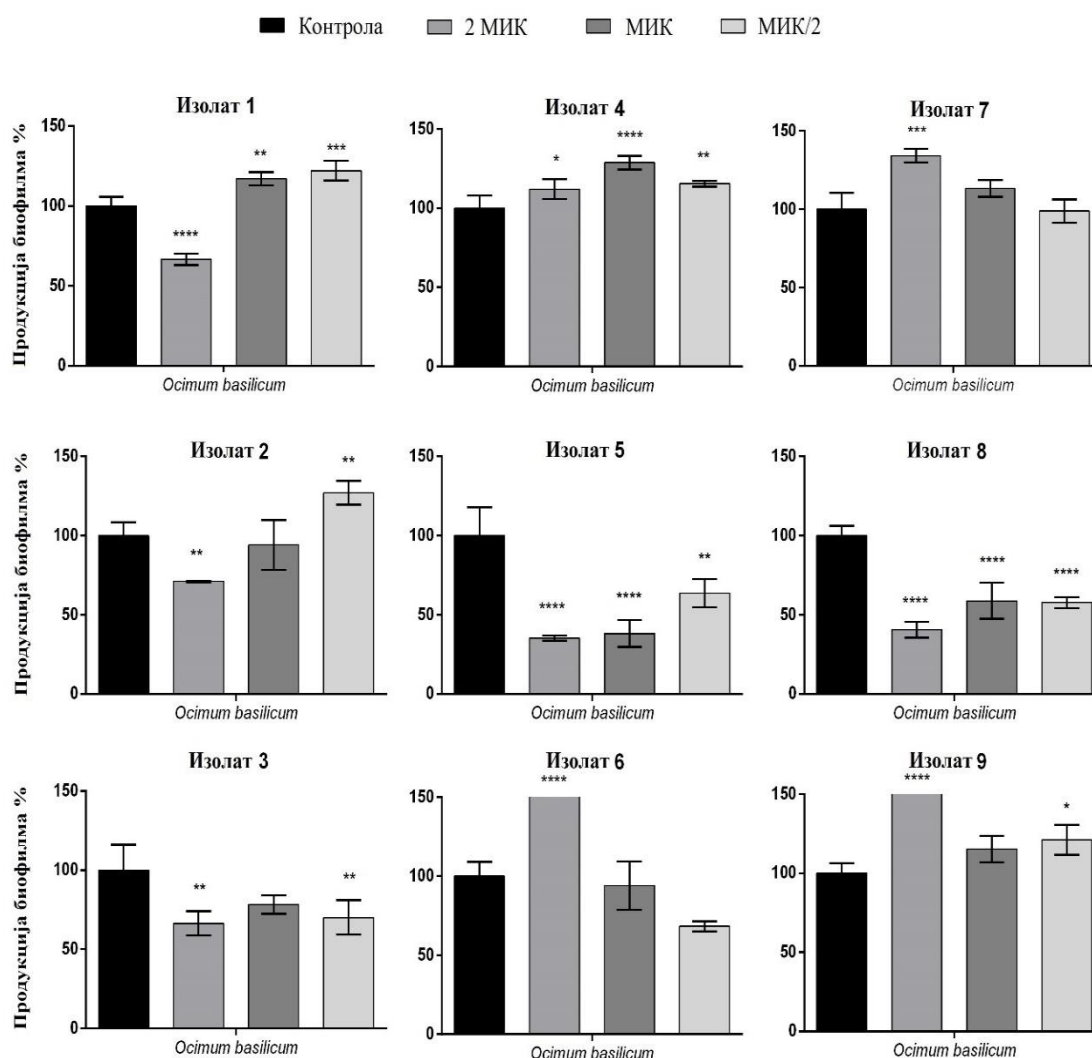 Контрола 2 МИК МИК МИК/2
Изолат 1
Продукција биофилма %
150
100
50
0
**** ** ***
Ocimum basilicum
Изолат 4
150
100
50
0
* **** **
Ocimum basilicum
Изолат 7
150
100
50
0
***
Ocimum basilicum
Изолат 2
Продукција биофилма %
150
100
50
0
** **
Ocimum basilicum
Изолат 5
150
100
50
0
**** **** **
Ocimum basilicum
Изолат 8
150
100
50
0
**** **** ****
Ocimum basilicum
Изолат 3
Продукција биофилма %
150
100
50
0
** **
Ocimum basilicum
Изолат 6
150
100
50
0
****
Ocimum basilicum
Изолат 9
150
100
50
0
**** *
Ocimum basilicum